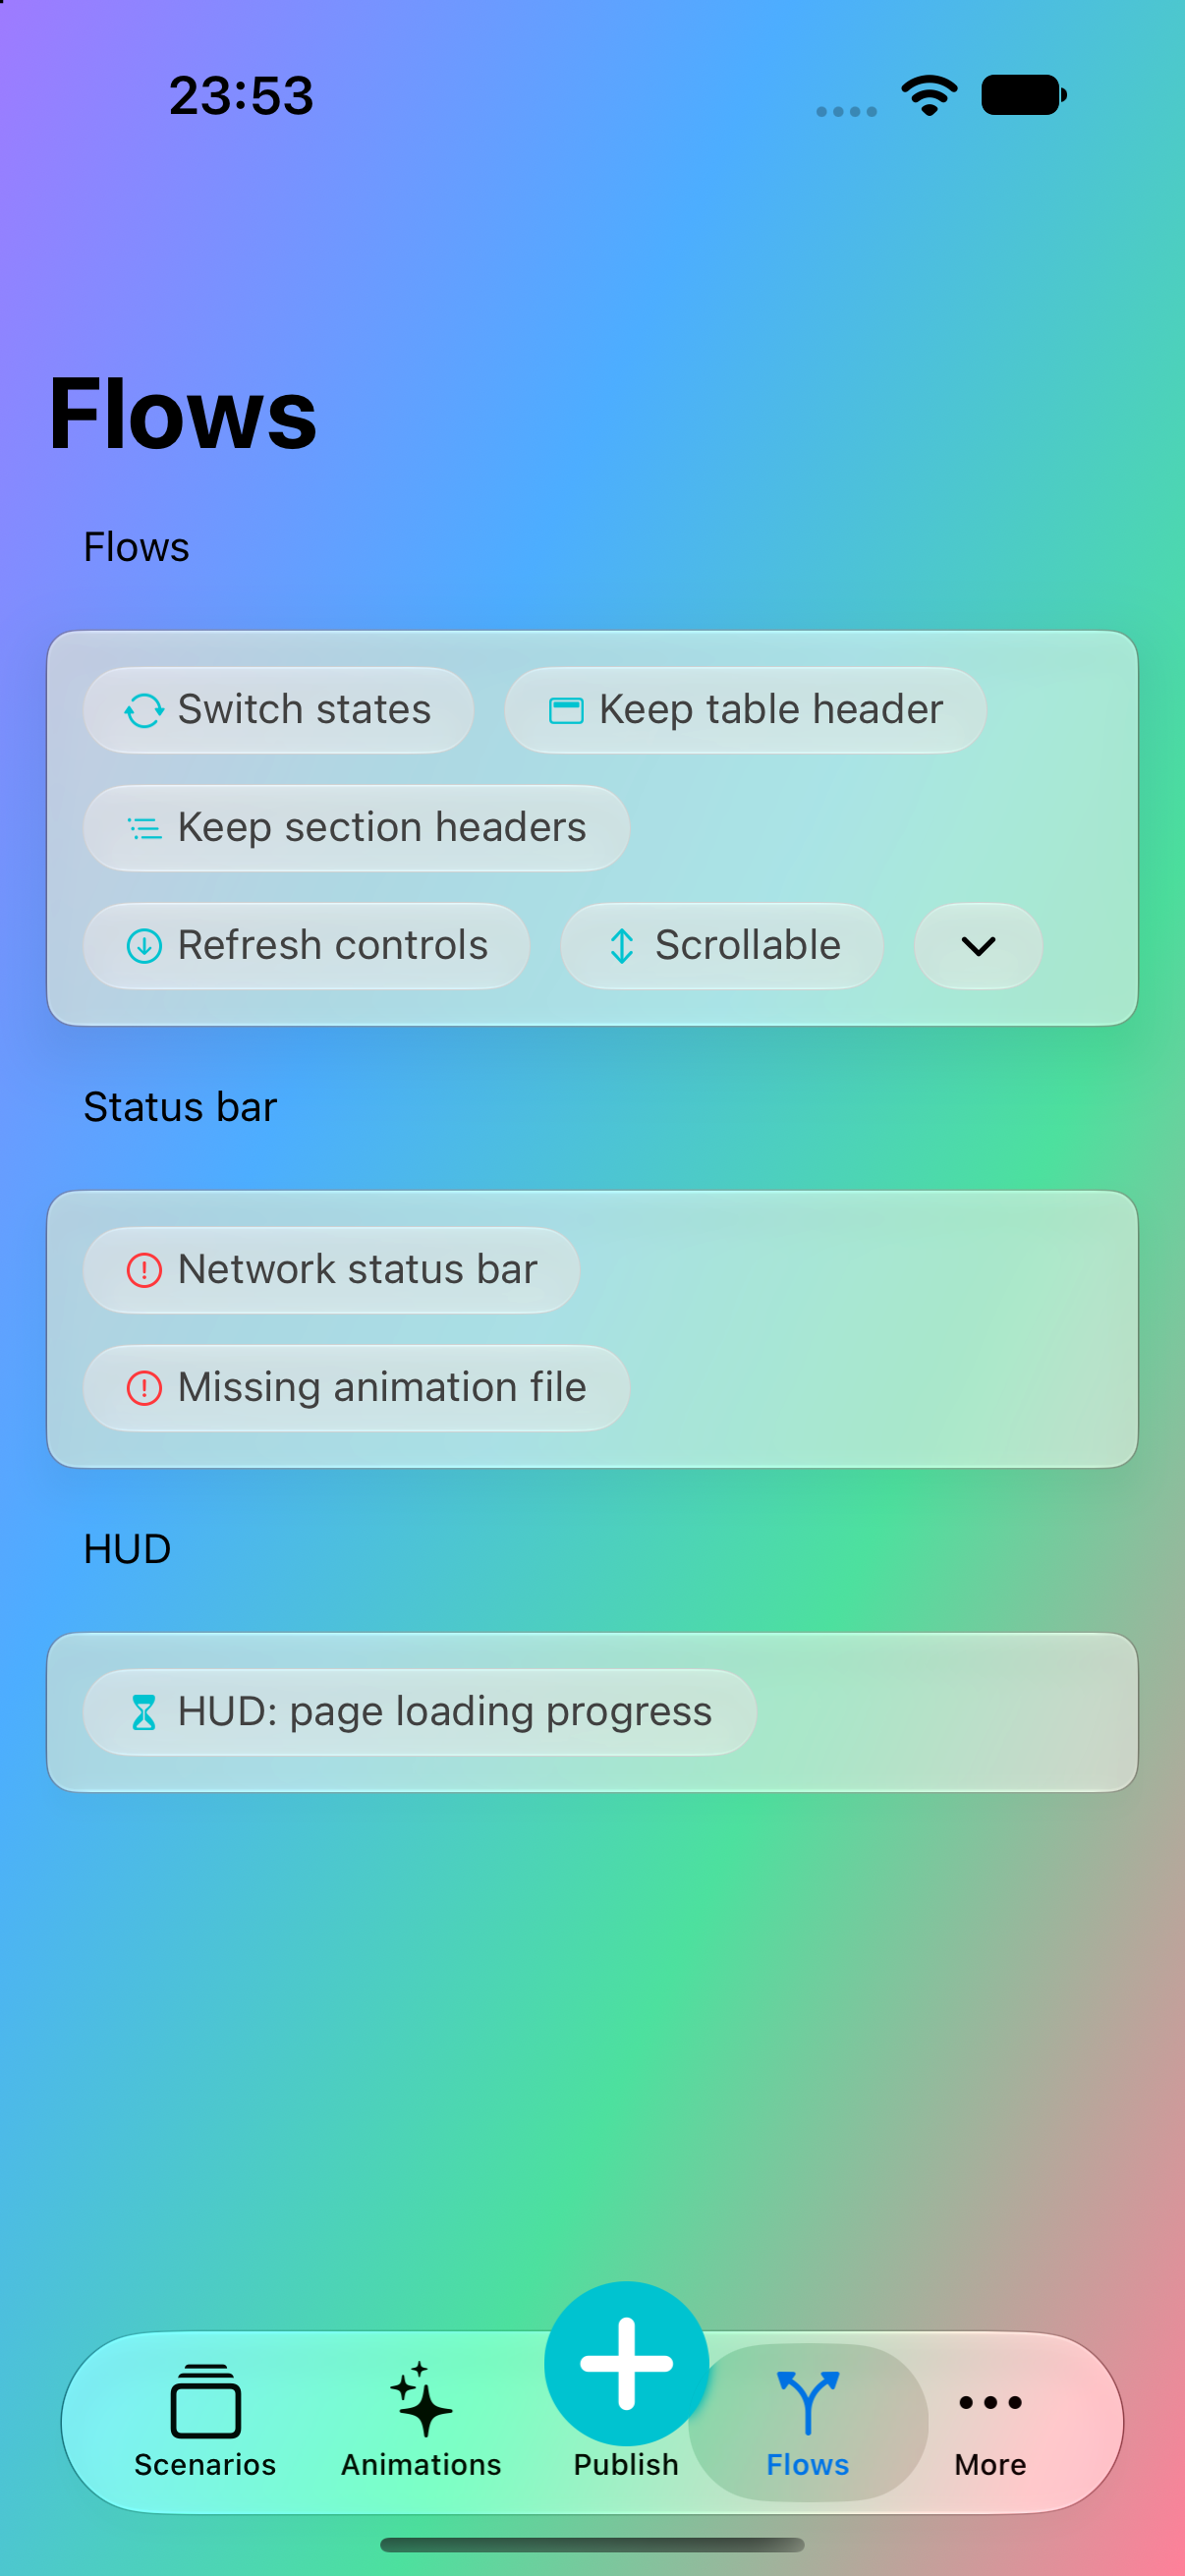 23:53
Flows
Flows
Switch states
Keep table header
Keep section headers
Refresh controls
Scrollable
Status bar
Network status bar
Missing animation file
HUD
HUD: page loading progress
Scenarios
Animations
Publish
Flows
More